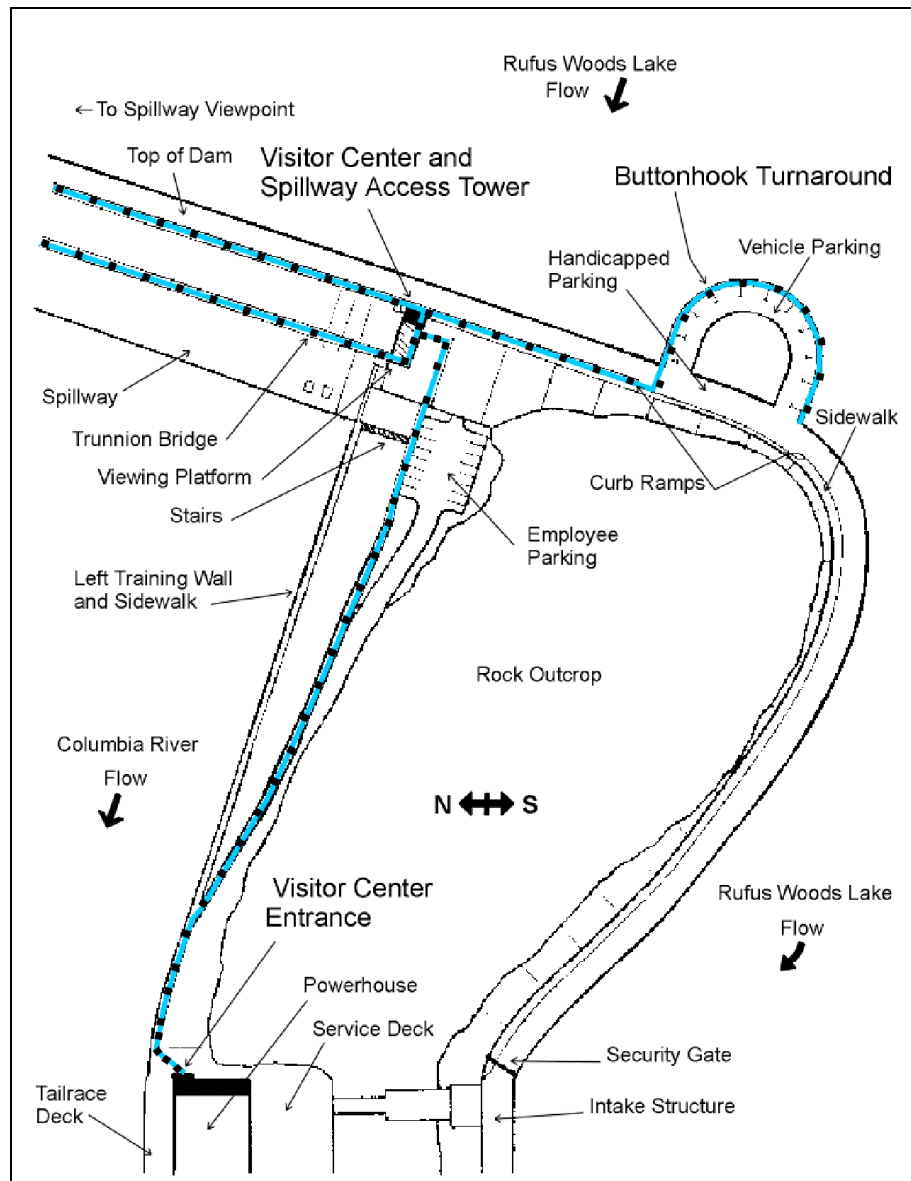 Rufus Woods Lake
Flow
←To Spillway Viewpoint
Top of Dam
Visitor Center and
Spillway Access Tower
Buttonhook Turnaround
Handicapped
Parking
Vehicle Parking
Spillway
Sidewalk
Trunnion Bridge
Viewing Platform
Stairs
Curb Ramps
Employee
Parking
Left Training Wall
and Sidewalk
Rock Outcrop
Columbia River
Flow
N S
Visitor Center
Entrance
Rufus Woods Lake
Flow
Powerhouse
Service Deck
Security Gate
Tailrace
Deck
Intake Structure